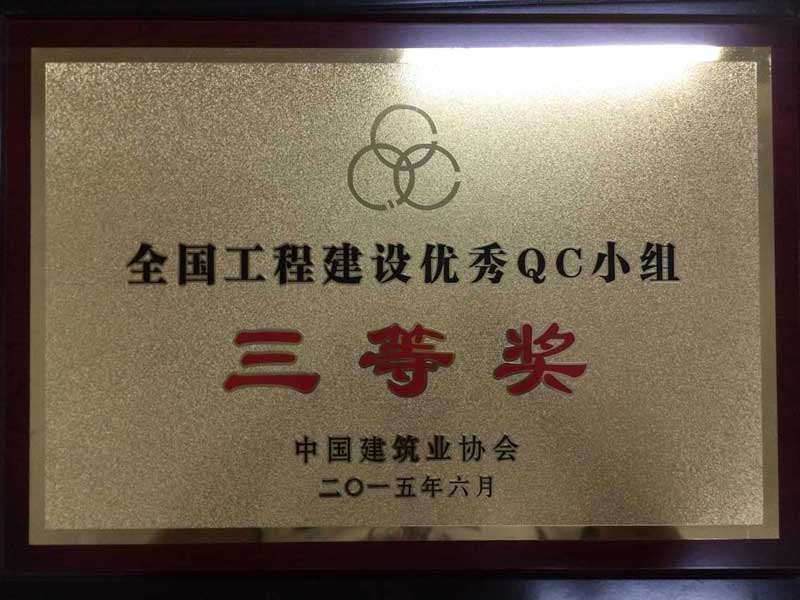 全国工程建设优秀QC小组
三等奖
中国建筑业协会
二〇一五年六月